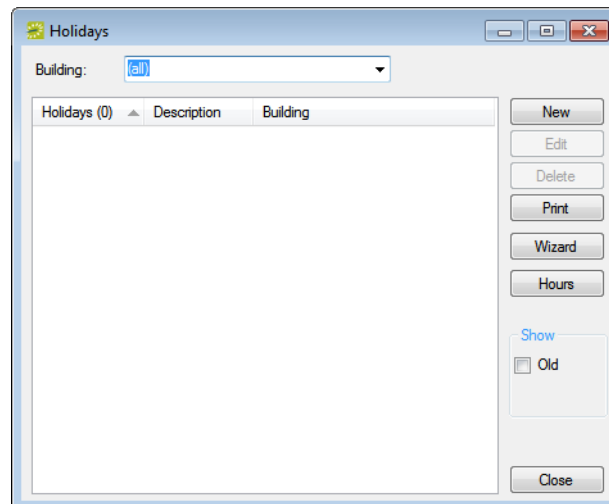 Holidays
Building: (all)
Holidays (0) Description Building
New
Edit
Delete
Print
Wizard
Hours
Show
Old
Close